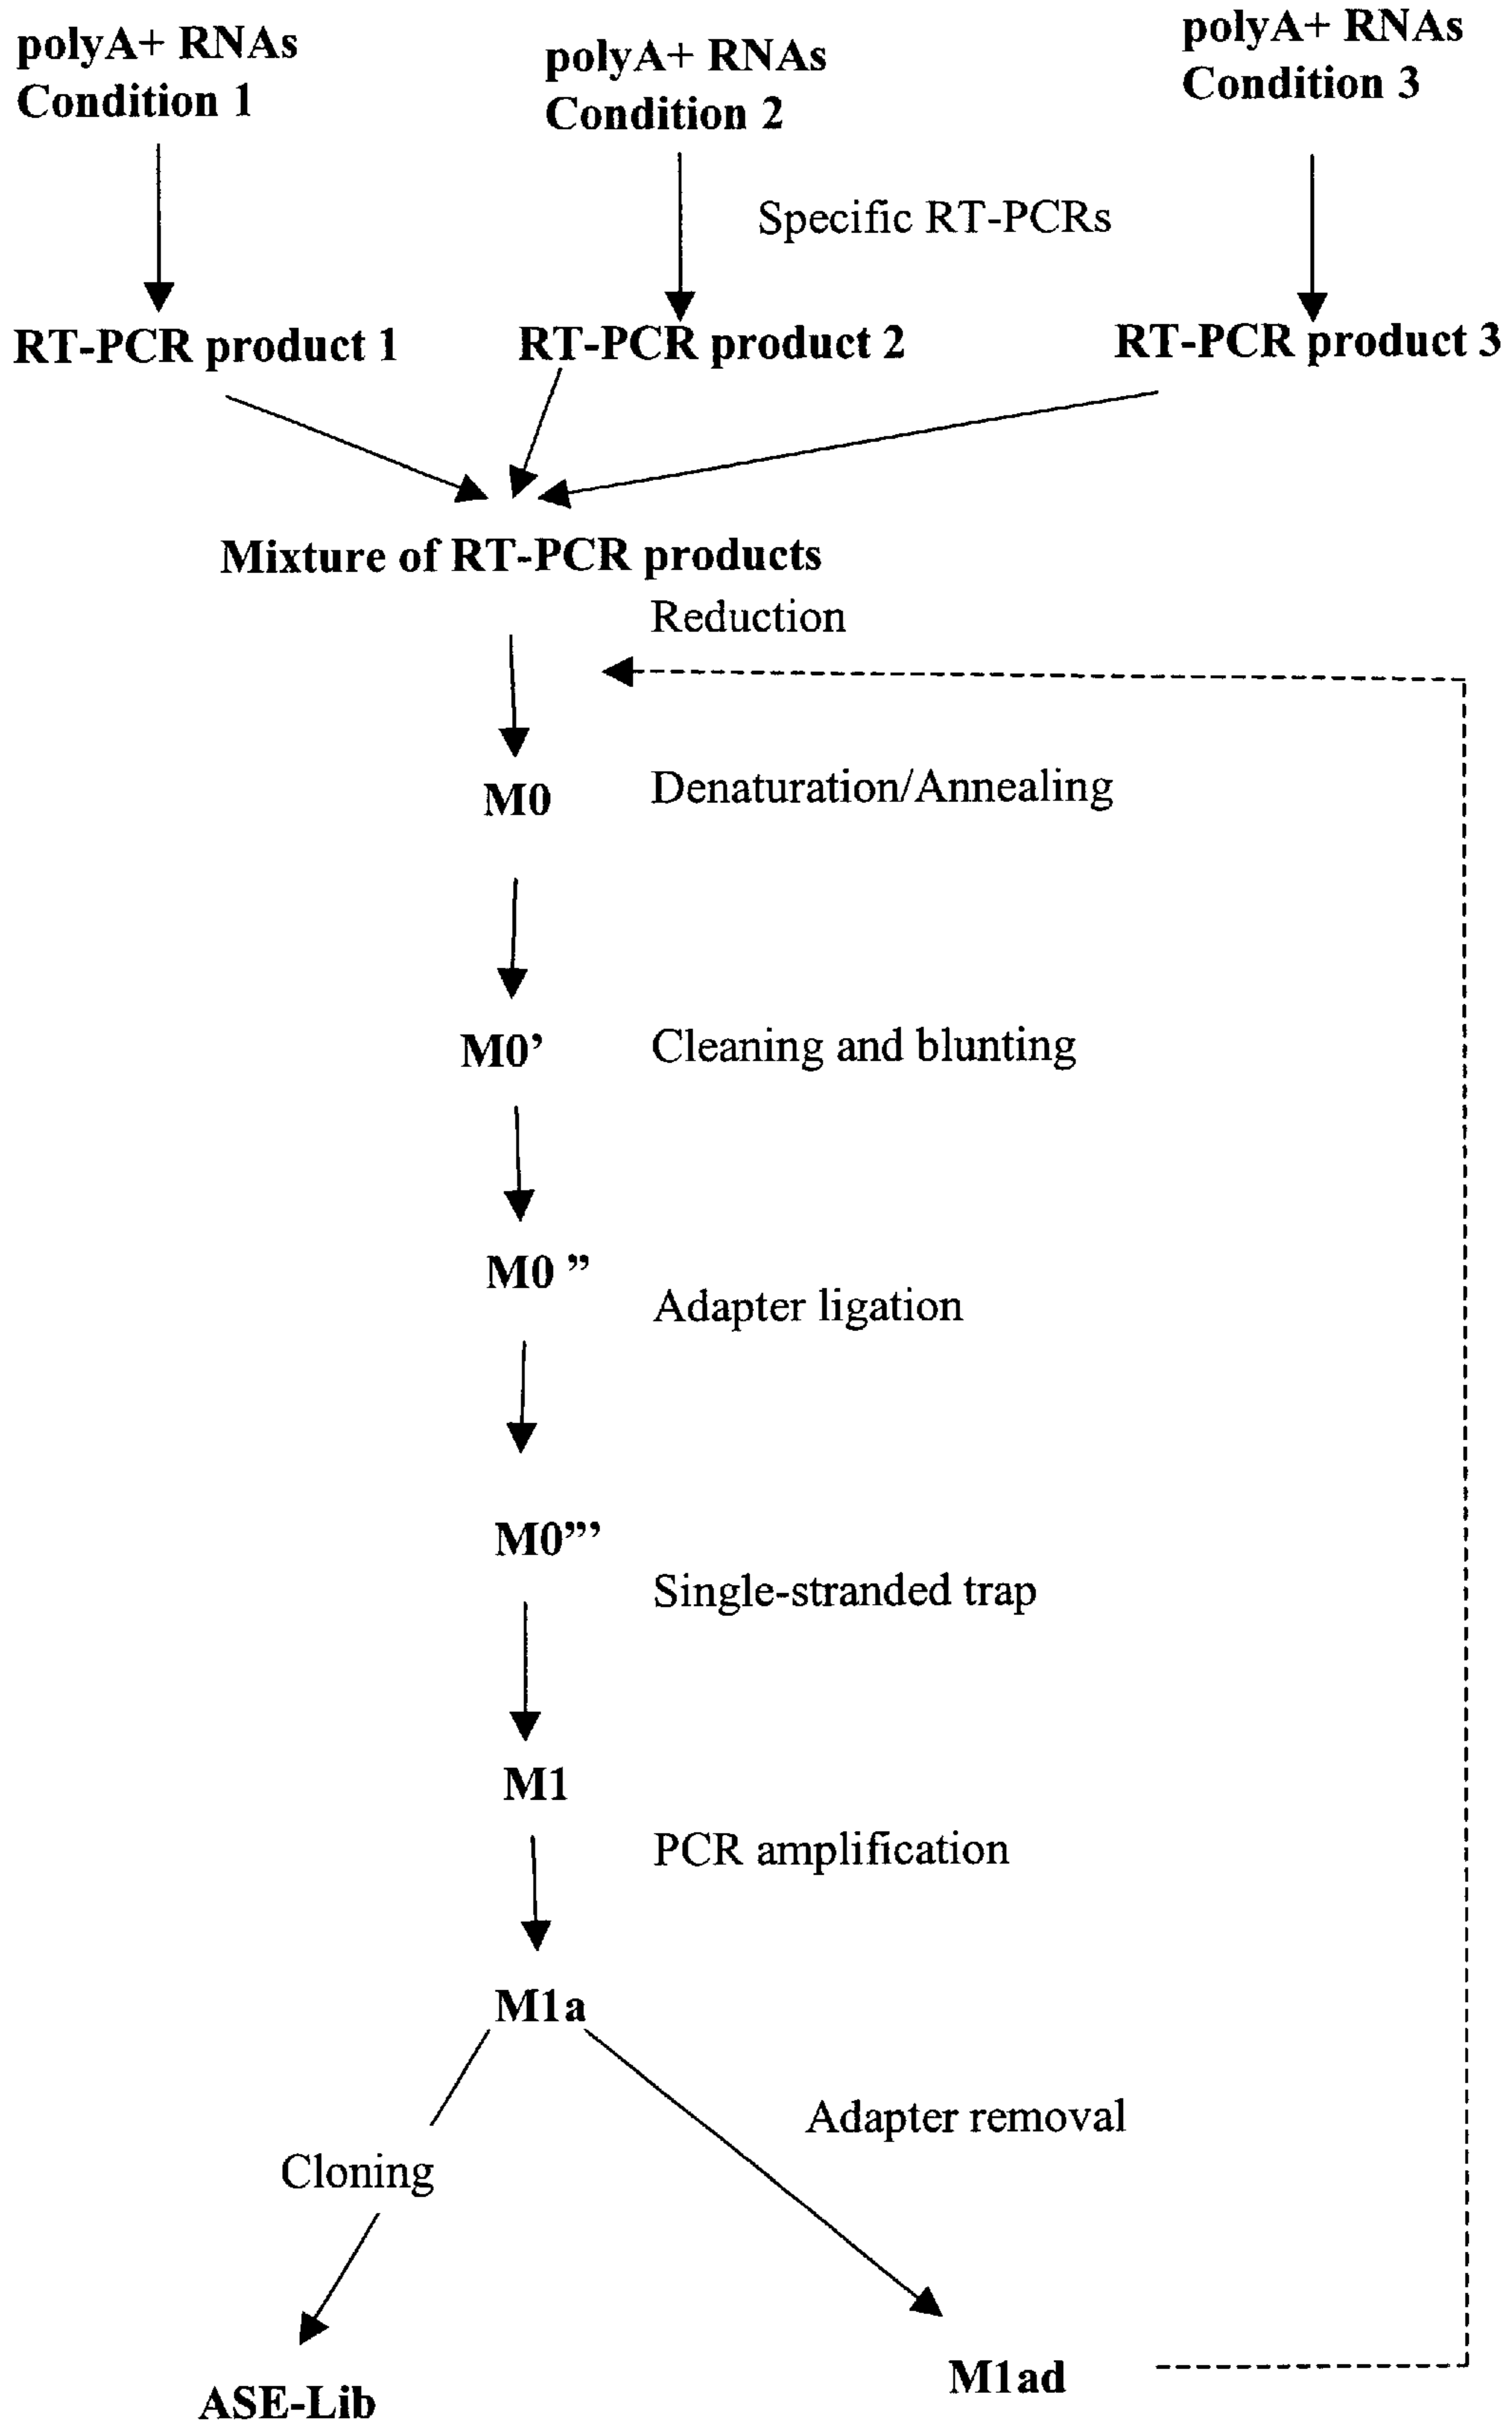 polyA+ RNAs
Condition 1
polyA+ RNAs
Condition 2
polyA+ RNAs
Condition 3
Specific RT-PCRs
RT-PCR product 1
RT-PCR product 2
RT-PCR product 3
Mixture of RT-PCR products
Reduction
M0
Denaturation/Annealing
M0’
Cleaning and blunting
M0 ”
Adapter ligation
M0”’
Single-stranded trap
M1
PCR amplification
M1a
Adapter removal
Cloning
M1ad
ASE-Lib